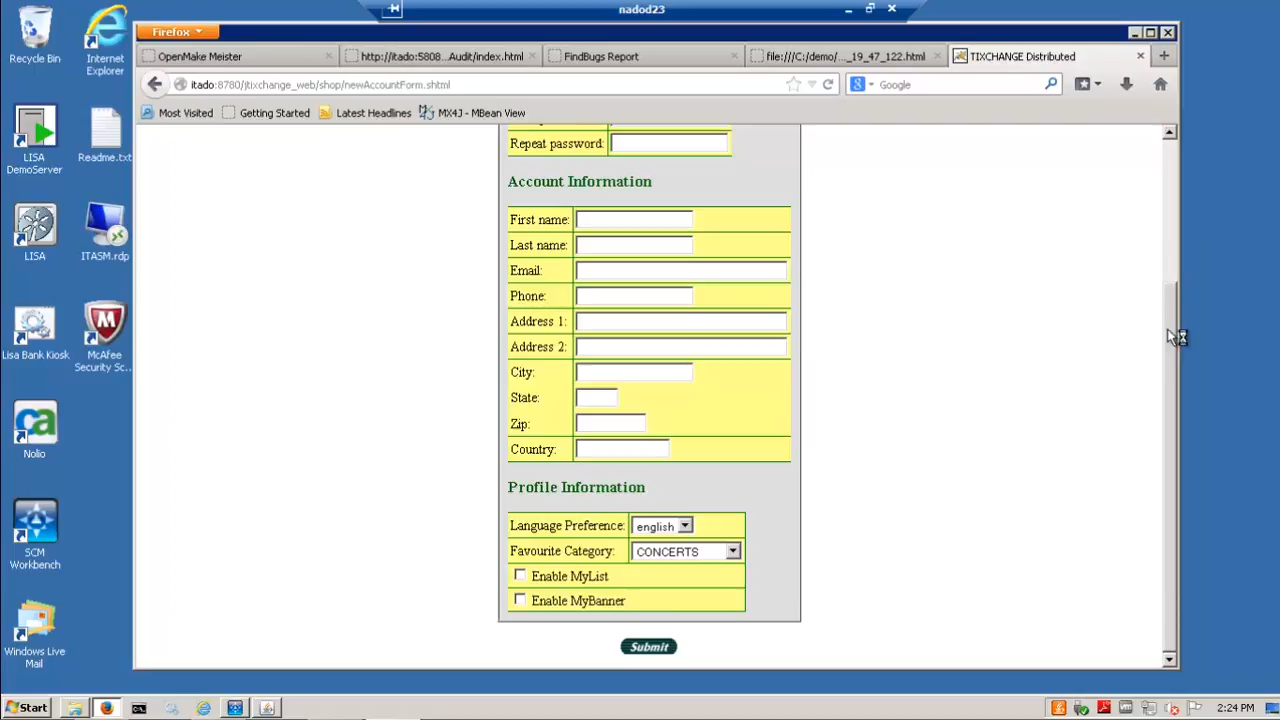 nadod23
Recycle Bin
Internet
Explorer
LISA
DemoServer
Readme.txt
LISA
ITASM.rdp
Lisa Bank Kiosk
McAfee
Security Sc...
Nolio
SCM
Workbench
Windows Live
Mail
Firefox
OpenMake Meister
http://itado:5808...Audit/index.html
FindBugs Report
file:///C:/demo/..._19_47_122.html
TIXCHANGE Distributed
itado:8780/jtixchange_web/shop/newAccountForm.shtml
Google
Most Visited
Getting Started
Latest Headlines
MX4J - MBean View
Repeat password:
Account Information
First name:
Last name:
Email:
Phone:
Address 1:
Address 2:
City:
State:
Zip:
Country:
Profile Information
Language Preference: english
Favourite Category: CONCERTS
Enable MyList
Enable MyBanner
Submit
Start
2:24 PM